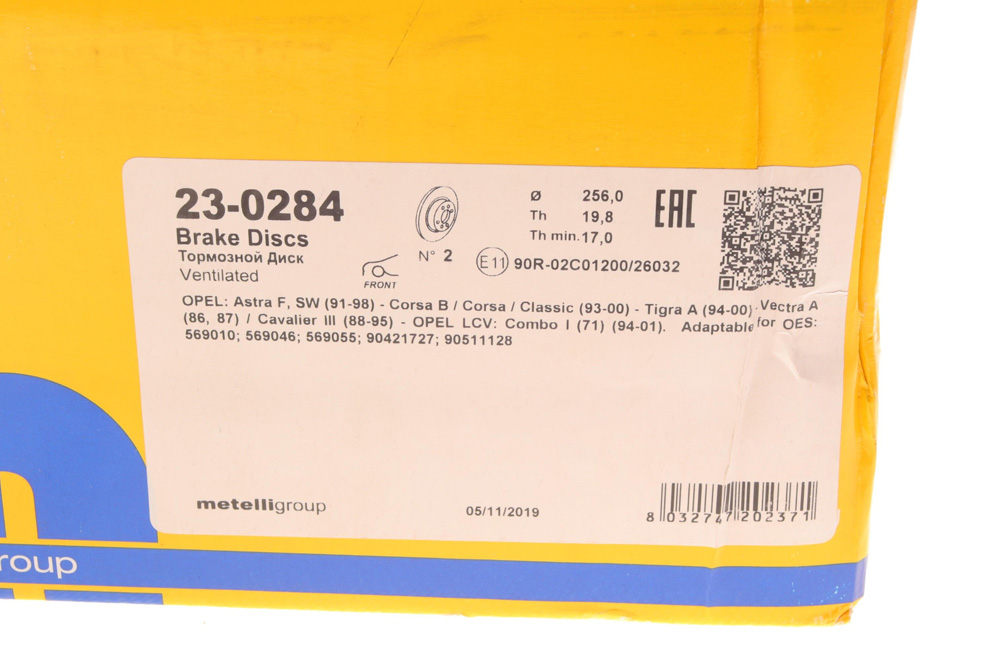 23-0284
Brake Discs
Тормозной Диск
Ventilated
FRONT
N° 2
Ø 256,0
Th 19,8
Th min. 17,0
EAC
E11 90R-02C01200/26032
OPEL: Astra F, SW (91-98) - Corsa B / Corsa / Classic (93-00) - Tigra A (94-00) - Vectra A
(86, 87) / Cavalier III (88-95) - OPEL LCV: Combo I (71) (94-01). Adaptable for OES:
569010; 569046; 569055; 90421727; 90511128
metelligroup
05/11/2019
8 032747 202371
roup